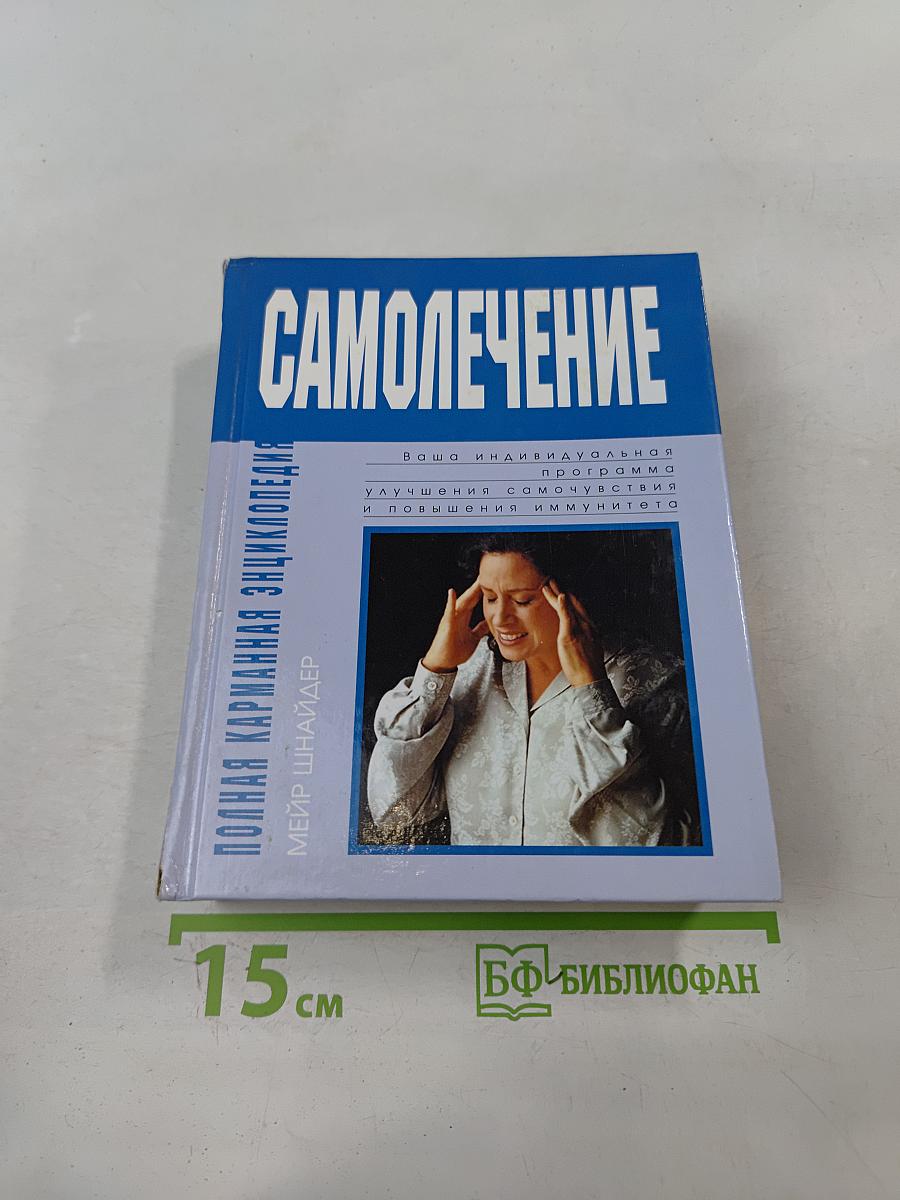 САМОЛЕЧЕНИЕ
Ваша индивидуальная
программа
улучшения самочувствия
и повышения иммунитета
ПОЛНАЯ КАРМАННАЯ ЭНЦИКЛОПЕДИЯ
МЕЙР ШНАЙДЕР
15 см
БФ БИБЛИОФАН